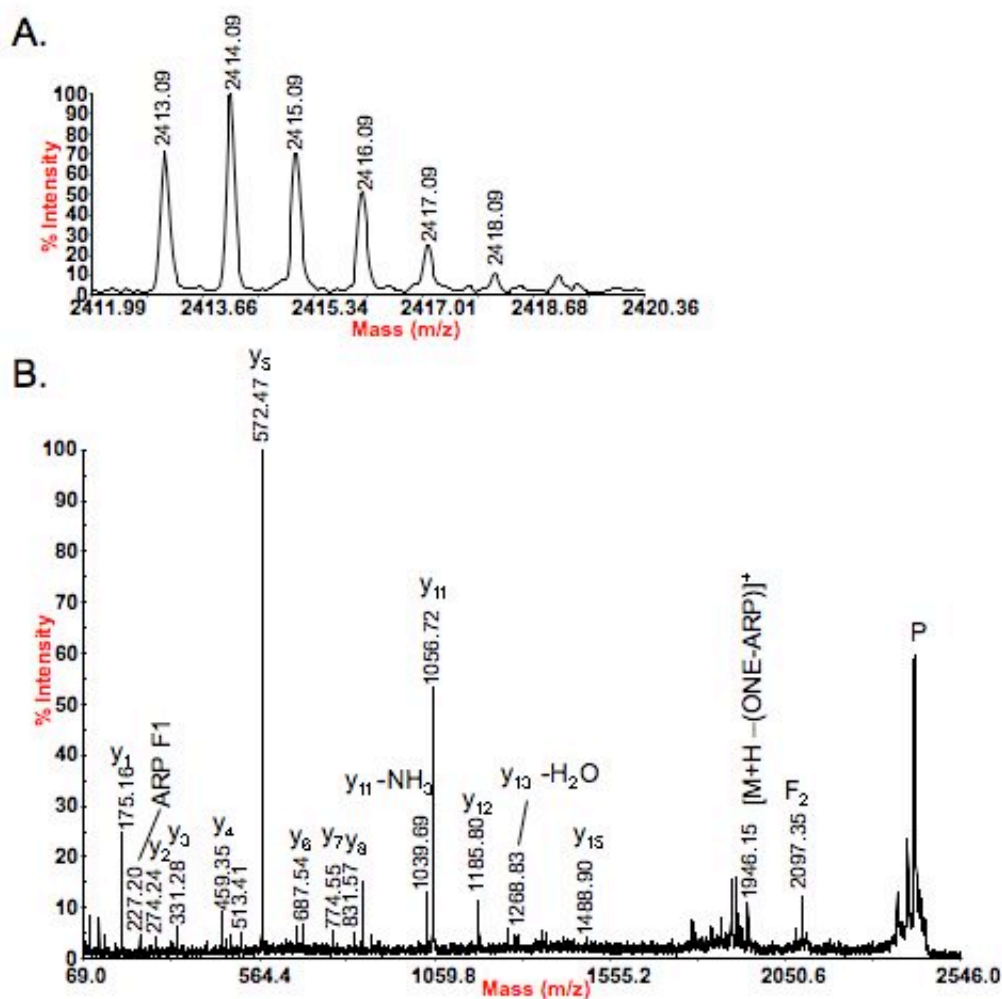 A.
% Intensity
100
90
80
70
60
50
40
30
20
10
0
2413.09
2414.09
2415.09
2416.09
2417.09
2418.09
2411.99 2413.66 2415.34 2417.01 2418.68 2420.36
Mass (m/z)
B.
% Intensity
100
90
80
70
60
50
40
30
20
10
0
y1
175.16
ARP F1
227.20
y2
274.24
y3
331.28
y4
459.35
513.41
y5
572.47
y6
687.54
y7
774.55
y8
831.57
y11 -NH3
1039.69
y11
1056.72
y12
1185.80
y13 -H2O
1268.83
y15
1488.90
[M+H –(ONE-ARP)]+
1946.15
F2
2097.35
P
69.0 564.4 1059.8 1555.2 2050.6 2546.0
Mass (m/z)